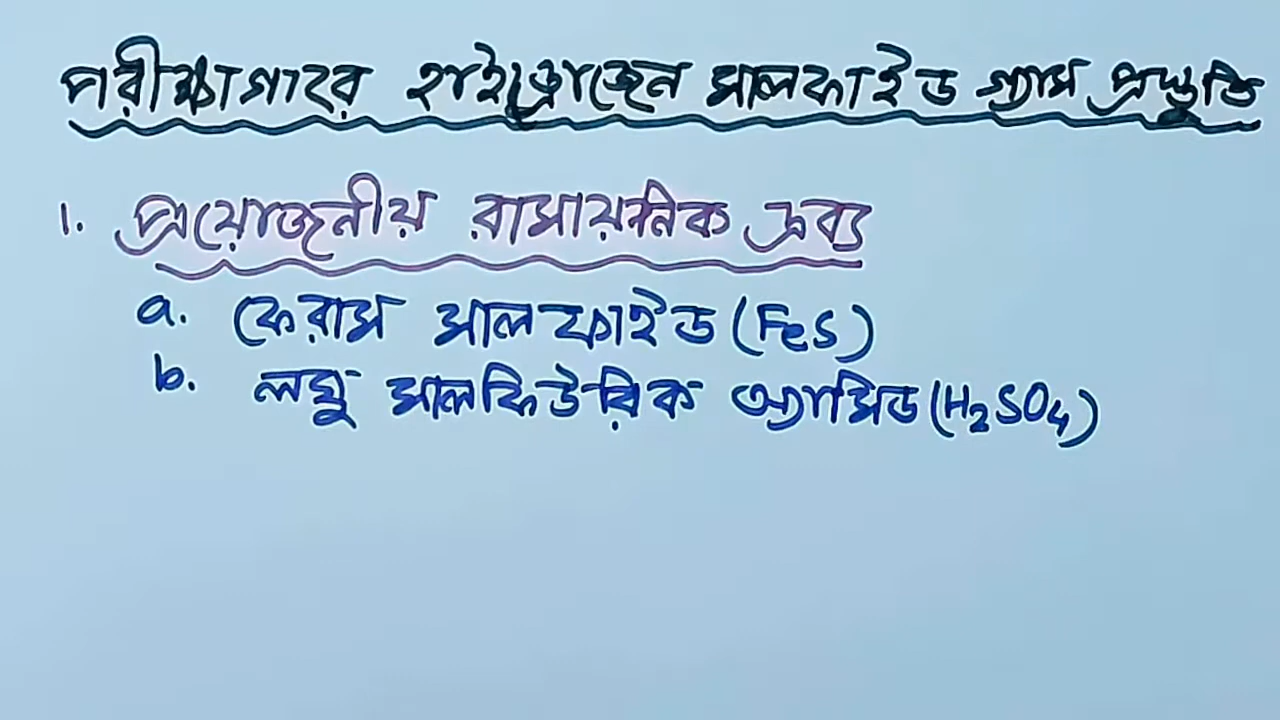 পরীক্ষাগারে হাইড্রোজেন সালফাইড গ্যাস প্রস্তুতি
1. প্রয়োজনীয় রাসায়নিক দ্রব্য
a. ফেরাস সালফাইড (FeS)
b. লঘু সালফিউরিক অ্যাসিড (H₂SO₄)